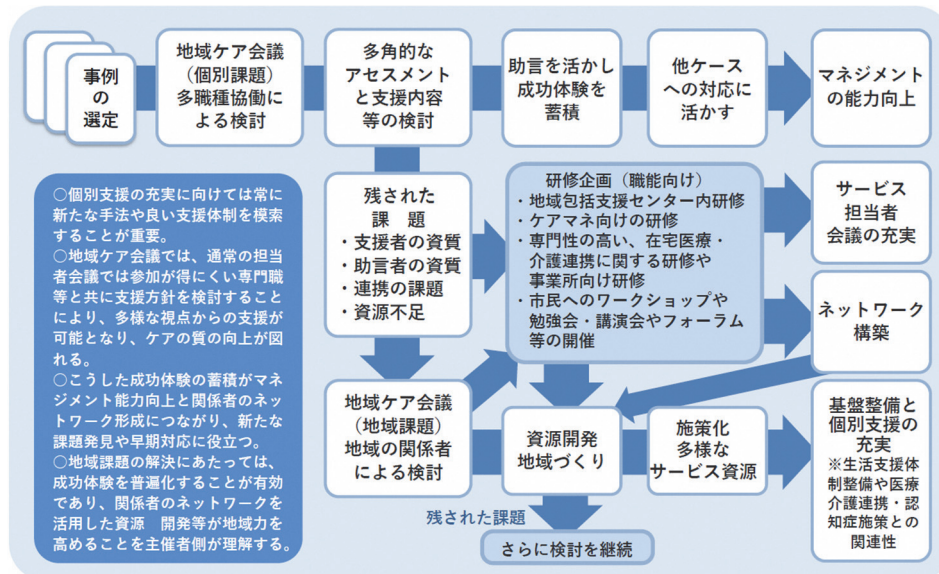 事例
の
選定
地域ケア会議
(個別課題)
多職種協働に
よる検討
多角的な
アセスメント
と支援内容
等の検討
助言を活かし
成功体験を
蓄積
他ケース
への対応に
活かす
マネジメント
の能力向上
○個別支援の充実に向けては常に
新たな手法や良い支援体制を模索
することが重要。
○地域ケア会議では、通常の担当
者会議では参加が得にくい専門職
等と共に支援方針を検討すること
により、多様な視点からの支援が
可能となり、ケアの質の向上が図
れる。
○こうした成功体験の蓄積がマネ
ジメント能力向上と関係者のネッ
トワーク形成につながり、新たな
課題発見や早期対応に役立つ。
○地域課題の解決にあたっては、
成功体験を普遍化することが有効
であり、関係者のネットワークを
活用した資源 開発等が地域力を
高めることを主催者側が理解する。
残された
課 題
・支援者の資質
・助言者の資質
・連携の課題
・資源不足
研修企画(職能向け)
・地域包括支援センター内研修
・ケアマネ向けの研修
・専門性の高い、在宅医療・
介護連携に関する研修や
事業所向け研修
・市民へのワークショップや
勉強会・講演会やフォーラム
等の開催
サービス
担当者
会議の充実
ネットワーク
構築
地域ケア会議
(地域課題)
地域の関係者
による検討
資源開発
地域づくり
施策化
多様な
サービス資源
基盤整備と
個別支援の
充実
※生活支援体
制整備や医療
介護連携・認
知症施策との
関連性
残された課題
さらに検討を継続